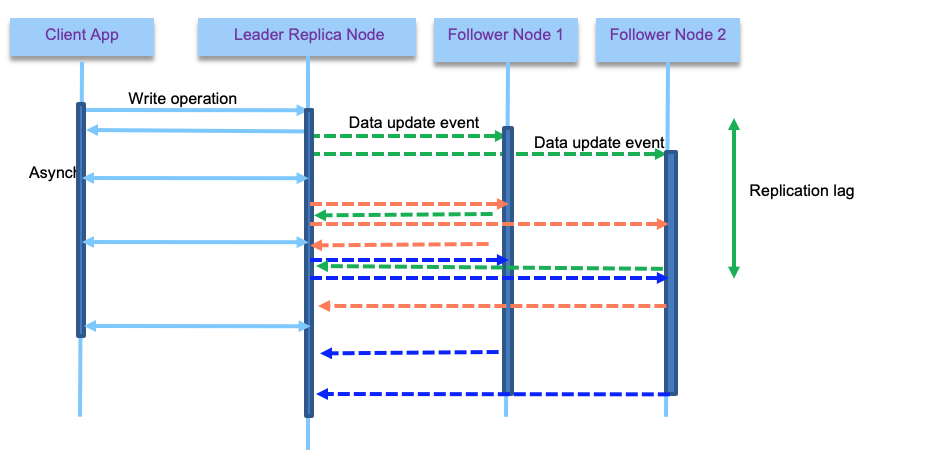 Client App
Leader Replica Node
Follower Node 1
Follower Node 2
Write operation
Data update event
Data update event
Async
Replication lag